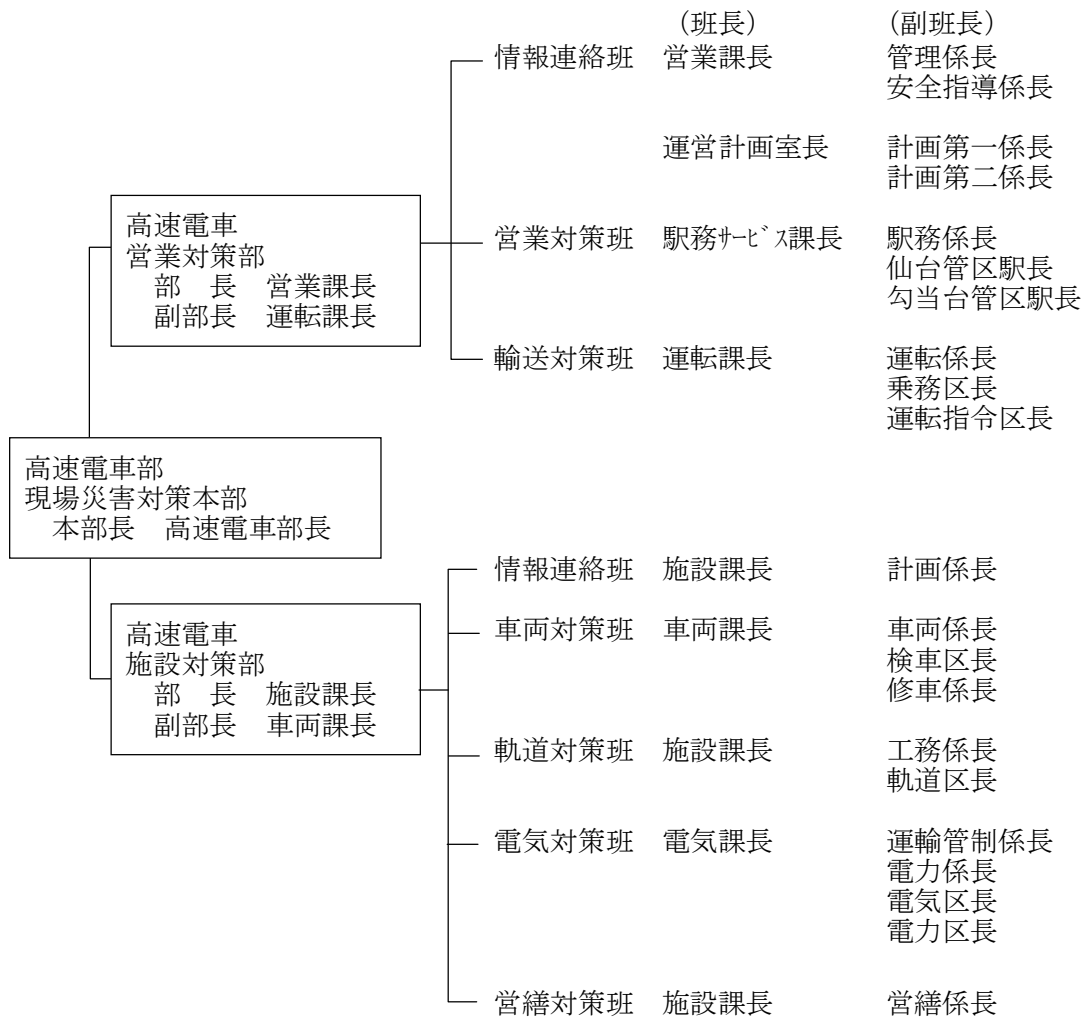 （班長） （副班長）
情報連絡班 営業課長 管理係長
安全指導係長
運営計画室長 計画第一係長
計画第二係長
高速電車
営業対策部
部　長　営業課長
副部長　運転課長
営業対策班 駅務ｻｰﾋﾞｽ課長 駅務係長
仙台管区駅長
勾当台管区駅長
輸送対策班 運転課長 運転係長
乗務区長
運転指令区長
高速電車部
現場災害対策本部
本部長　高速電車部長
情報連絡班 施設課長 計画係長
高速電車
施設対策部
部　長　施設課長
副部長　車両課長
車両対策班 車両課長 車両係長
検車区長
修車係長
軌道対策班 施設課長 工務係長
軌道区長
電気対策班 電気課長 運輸管制係長
電力係長
電気区長
電力区長
営繕対策班 施設課長 営繕係長